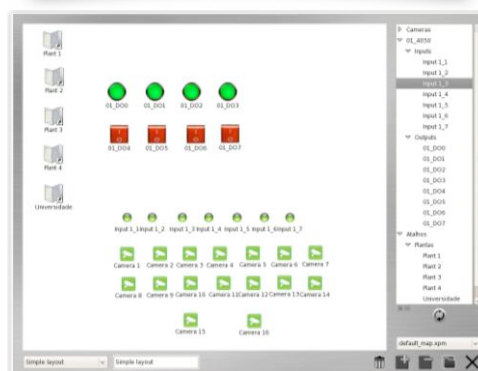 Plant 1
Plant 2
Plant 3
Plant 4
Universidade
01_DO0 01_DO1 01_DO2 01_DO3
01_DO4 01_DO5 01_DO6 01_DO7
Input 1_1 Input 1_2 Input 1_3 Input 1_4 Input 1_5 Input 1_6 Input 1_7
Camera 1 Camera 2 Camera 3 Camera 4 Camera 5 Camera 6 Camera 7
Camera 8 Camera 9 Camera 10 Camera 11 Camera 12 Camera 13 Camera 14
Camera 15 Camera 16
Simple layout Simple layout
Cameras
01_4050
Inputs
Input 1_1
Input 1_2
Input 1_3
Input 1_4
Input 1_5
Input 1_6
Input 1_7
Outputs
01_DO0
01_DO1
01_DO2
01_DO3
01_DO4
01_DO5
01_DO6
01_DO7
Atalhos
Plantas
Plant 1
Plant 2
Plant 3
Plant 4
Universidade
default_map.xpm